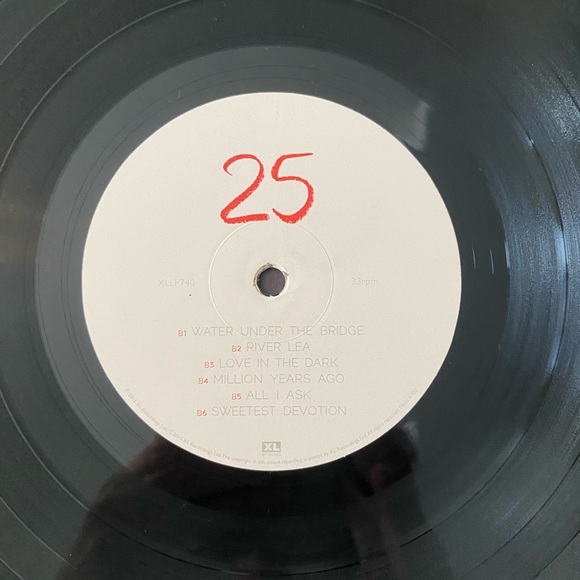 25
XLLP740
33rpm
B1 WATER UNDER THE BRIDGE
B2 RIVER LEA
B3 LOVE IN THE DARK
B4 MILLION YEARS AGO
B5 ALL I ASK
B6 SWEETEST DEVOTION
XL